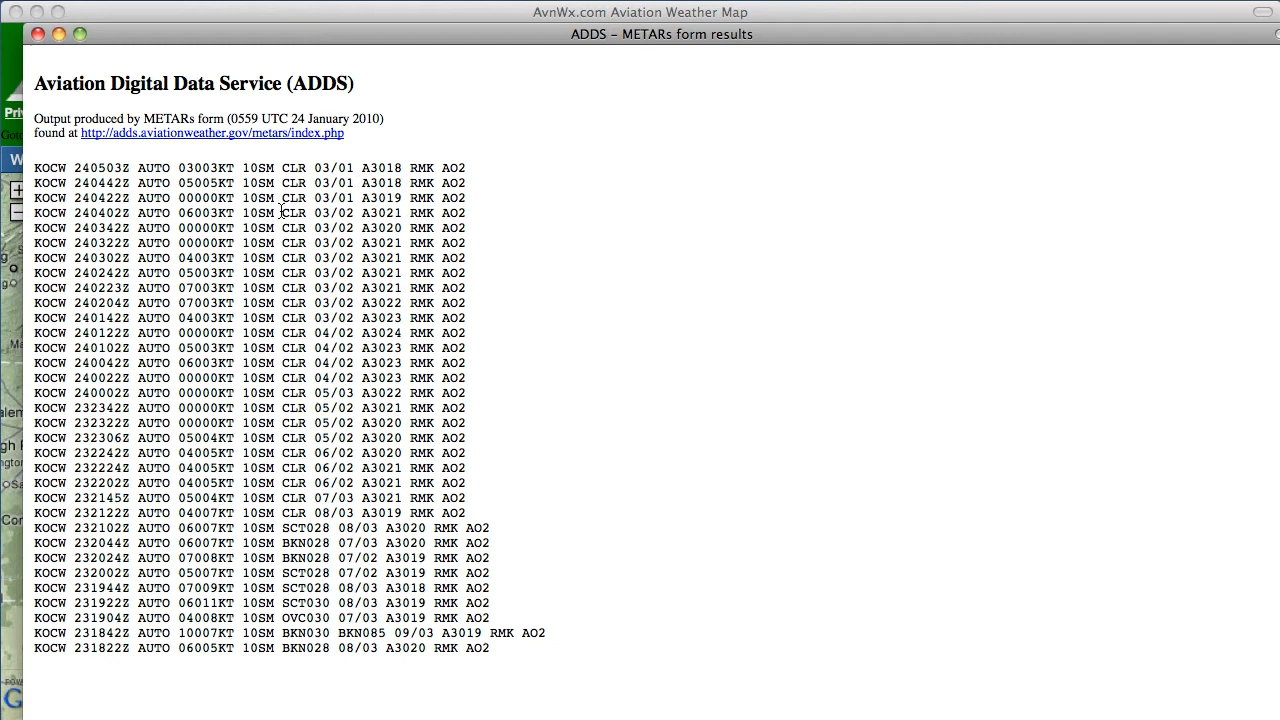 AvnWx.com Aviation Weather Map
ADDS – METARs form results
Aviation Digital Data Service (ADDS)
Output produced by METARs form (0559 UTC 24 January 2010)
found at http://adds.aviationweather.gov/metars/index.php
KOCW 240503Z AUTO 03003KT 10SM CLR 03/01 A3018 RMK AO2
KOCW 240442Z AUTO 05005KT 10SM CLR 03/01 A3018 RMK AO2
KOCW 240422Z AUTO 00000KT 10SM CLR 03/01 A3019 RMK AO2
KOCW 240402Z AUTO 06003KT 10SM CLR 03/02 A3021 RMK AO2
KOCW 240342Z AUTO 00000KT 10SM CLR 03/02 A3020 RMK AO2
KOCW 240322Z AUTO 00000KT 10SM CLR 03/02 A3021 RMK AO2
KOCW 240302Z AUTO 04003KT 10SM CLR 03/02 A3021 RMK AO2
KOCW 240242Z AUTO 05003KT 10SM CLR 03/02 A3021 RMK AO2
KOCW 240223Z AUTO 07003KT 10SM CLR 03/02 A3021 RMK AO2
KOCW 240204Z AUTO 07003KT 10SM CLR 03/02 A3022 RMK AO2
KOCW 240142Z AUTO 04003KT 10SM CLR 03/02 A3023 RMK AO2
KOCW 240122Z AUTO 00000KT 10SM CLR 04/02 A3024 RMK AO2
KOCW 240102Z AUTO 05003KT 10SM CLR 04/02 A3023 RMK AO2
KOCW 240042Z AUTO 06003KT 10SM CLR 04/02 A3023 RMK AO2
KOCW 240022Z AUTO 00000KT 10SM CLR 04/02 A3023 RMK AO2
KOCW 240002Z AUTO 00000KT 10SM CLR 05/03 A3022 RMK AO2
KOCW 232342Z AUTO 00000KT 10SM CLR 05/02 A3021 RMK AO2
KOCW 232322Z AUTO 00000KT 10SM CLR 05/02 A3020 RMK AO2
KOCW 232306Z AUTO 05004KT 10SM CLR 05/02 A3020 RMK AO2
KOCW 232242Z AUTO 04005KT 10SM CLR 06/02 A3020 RMK AO2
KOCW 232224Z AUTO 04005KT 10SM CLR 06/02 A3021 RMK AO2
KOCW 232202Z AUTO 04005KT 10SM CLR 06/02 A3021 RMK AO2
KOCW 232145Z AUTO 05004KT 10SM CLR 07/03 A3021 RMK AO2
KOCW 232122Z AUTO 04007KT 10SM CLR 08/03 A3019 RMK AO2
KOCW 232102Z AUTO 06007KT 10SM SCT028 08/03 A3020 RMK AO2
KOCW 232044Z AUTO 06007KT 10SM BKN028 07/03 A3020 RMK AO2
KOCW 232024Z AUTO 07008KT 10SM BKN028 07/02 A3019 RMK AO2
KOCW 232002Z AUTO 05007KT 10SM SCT028 07/02 A3019 RMK AO2
KOCW 231944Z AUTO 07009KT 10SM SCT028 08/03 A3018 RMK AO2
KOCW 231922Z AUTO 06011KT 10SM SCT030 08/03 A3019 RMK AO2
KOCW 231904Z AUTO 04008KT 10SM OVC030 07/03 A3019 RMK AO2
KOCW 231842Z AUTO 10007KT 10SM BKN030 BKN085 09/03 A3019 RMK AO2
KOCW 231822Z AUTO 06005KT 10SM BKN028 08/03 A3020 RMK AO2